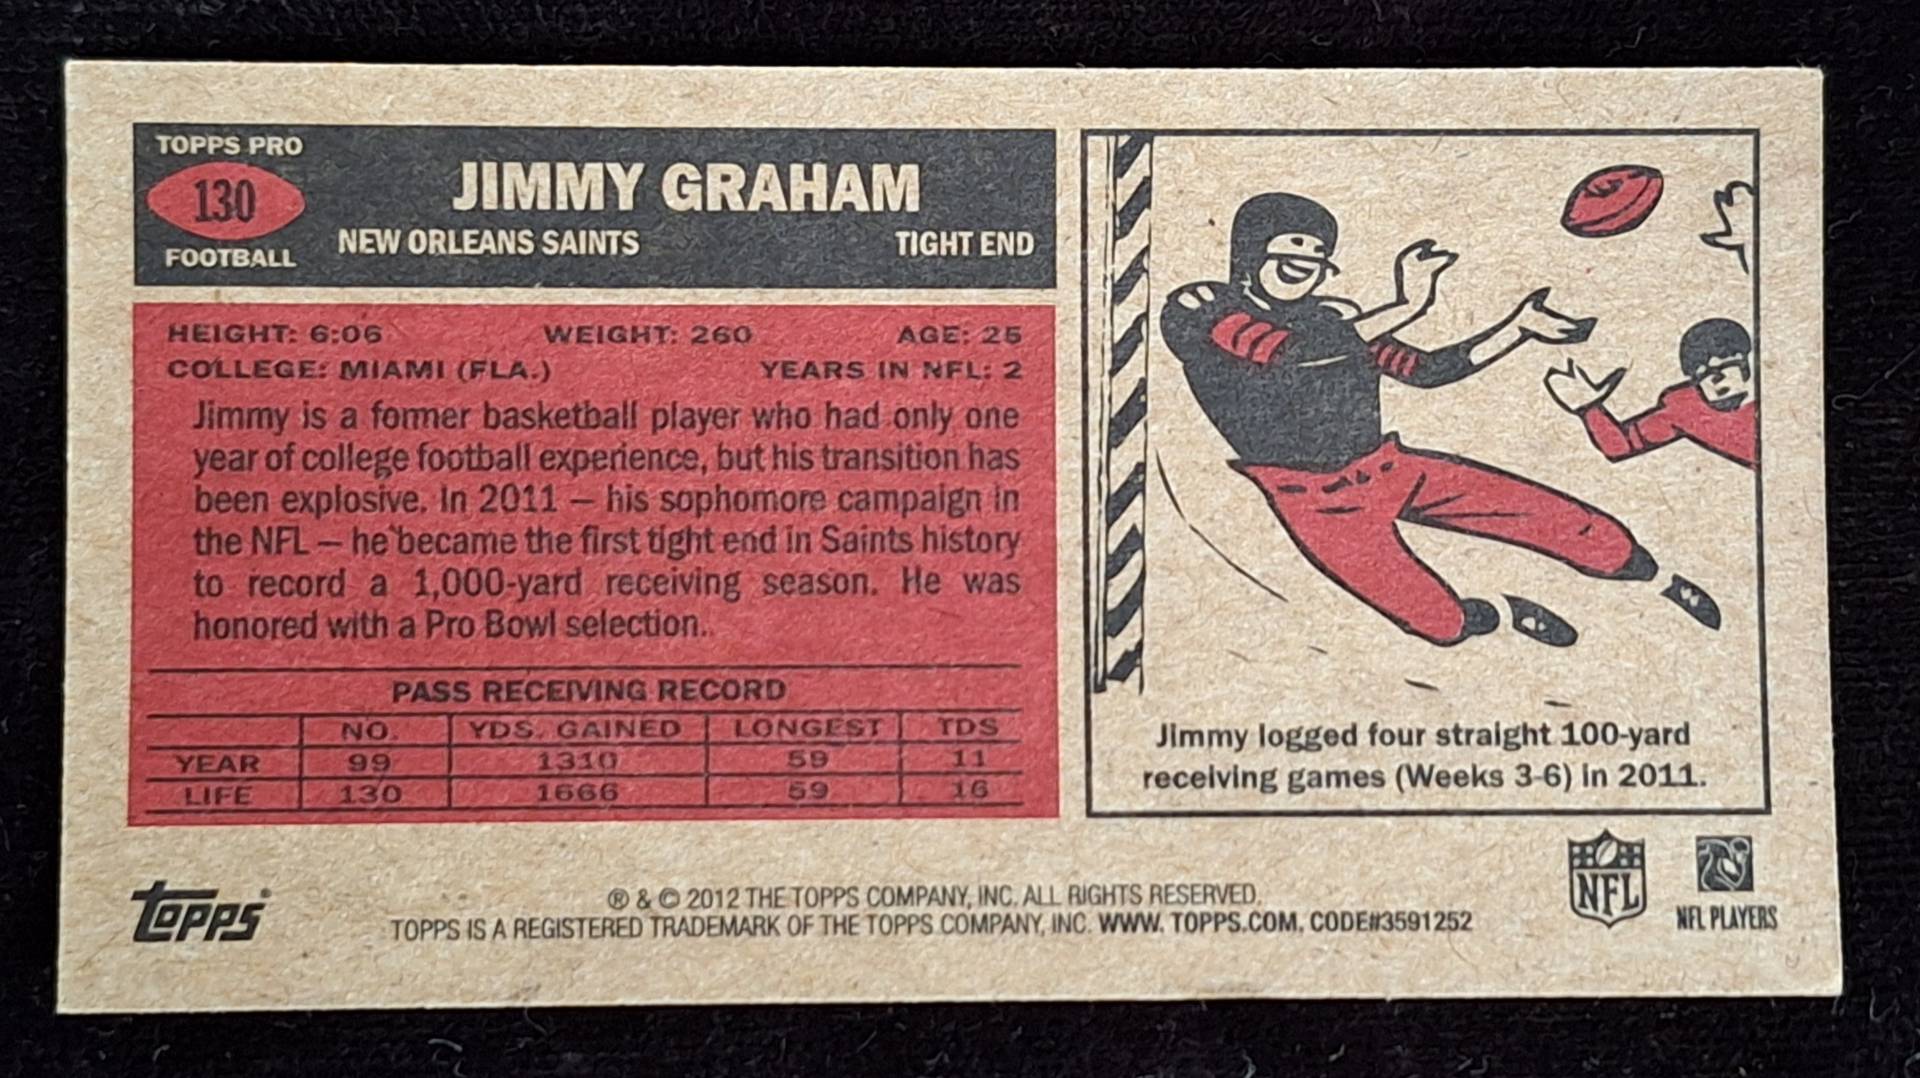 TOPPS PRO
130
FOOTBALL
JIMMY GRAHAM
NEW ORLEANS SAINTS TIGHT END
HEIGHT: 6:06 WEIGHT: 260 AGE: 25
COLLEGE: MIAMI (FLA.) YEARS IN NFL: 2
Jimmy is a former basketball player who had only one
year of college football experience, but his transition has
been explosive. In 2011 – his sophomore campaign in
the NFL – he became the first tight end in Saints history
to record a 1,000-yard receiving season. He was
honored with a Pro Bowl selection.
PASS RECEIVING RECORD
NO. YDS. GAINED LONGEST TDS
YEAR 99 1310 59 11
LIFE 130 1666 59 16
Jimmy logged four straight 100-yard
receiving games (Weeks 3-6) in 2011.
topps®
® & © 2012 THE TOPPS COMPANY, INC. ALL RIGHTS RESERVED.
TOPPS IS A REGISTERED TRADEMARK OF THE TOPPS COMPANY, INC. WWW. TOPPS.COM. CODE#3591252
NFL
NFL PLAYERS